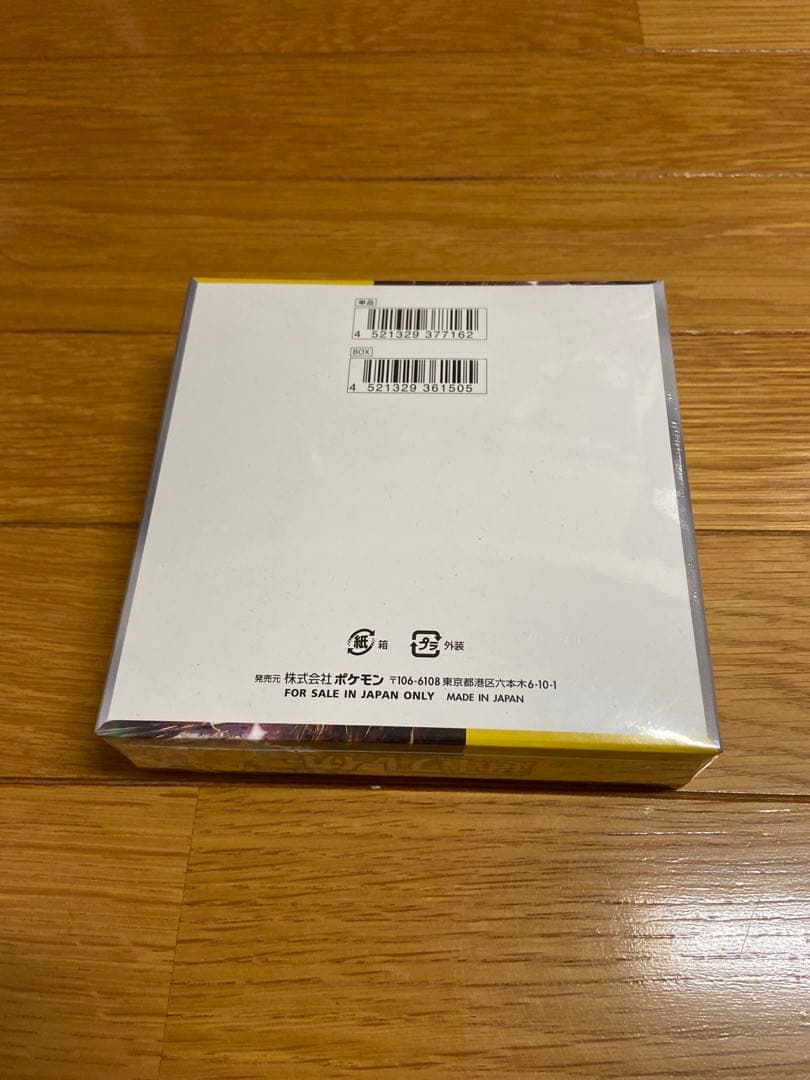 単品
4 521329 377162
BOX
4 521329 361505
紙 箱 プラ 外装
発売元 株式会社 ポケモン 〒106-6108 東京都港区六本木6-10-1
FOR SALE IN JAPAN ONLY MADE IN JAPAN